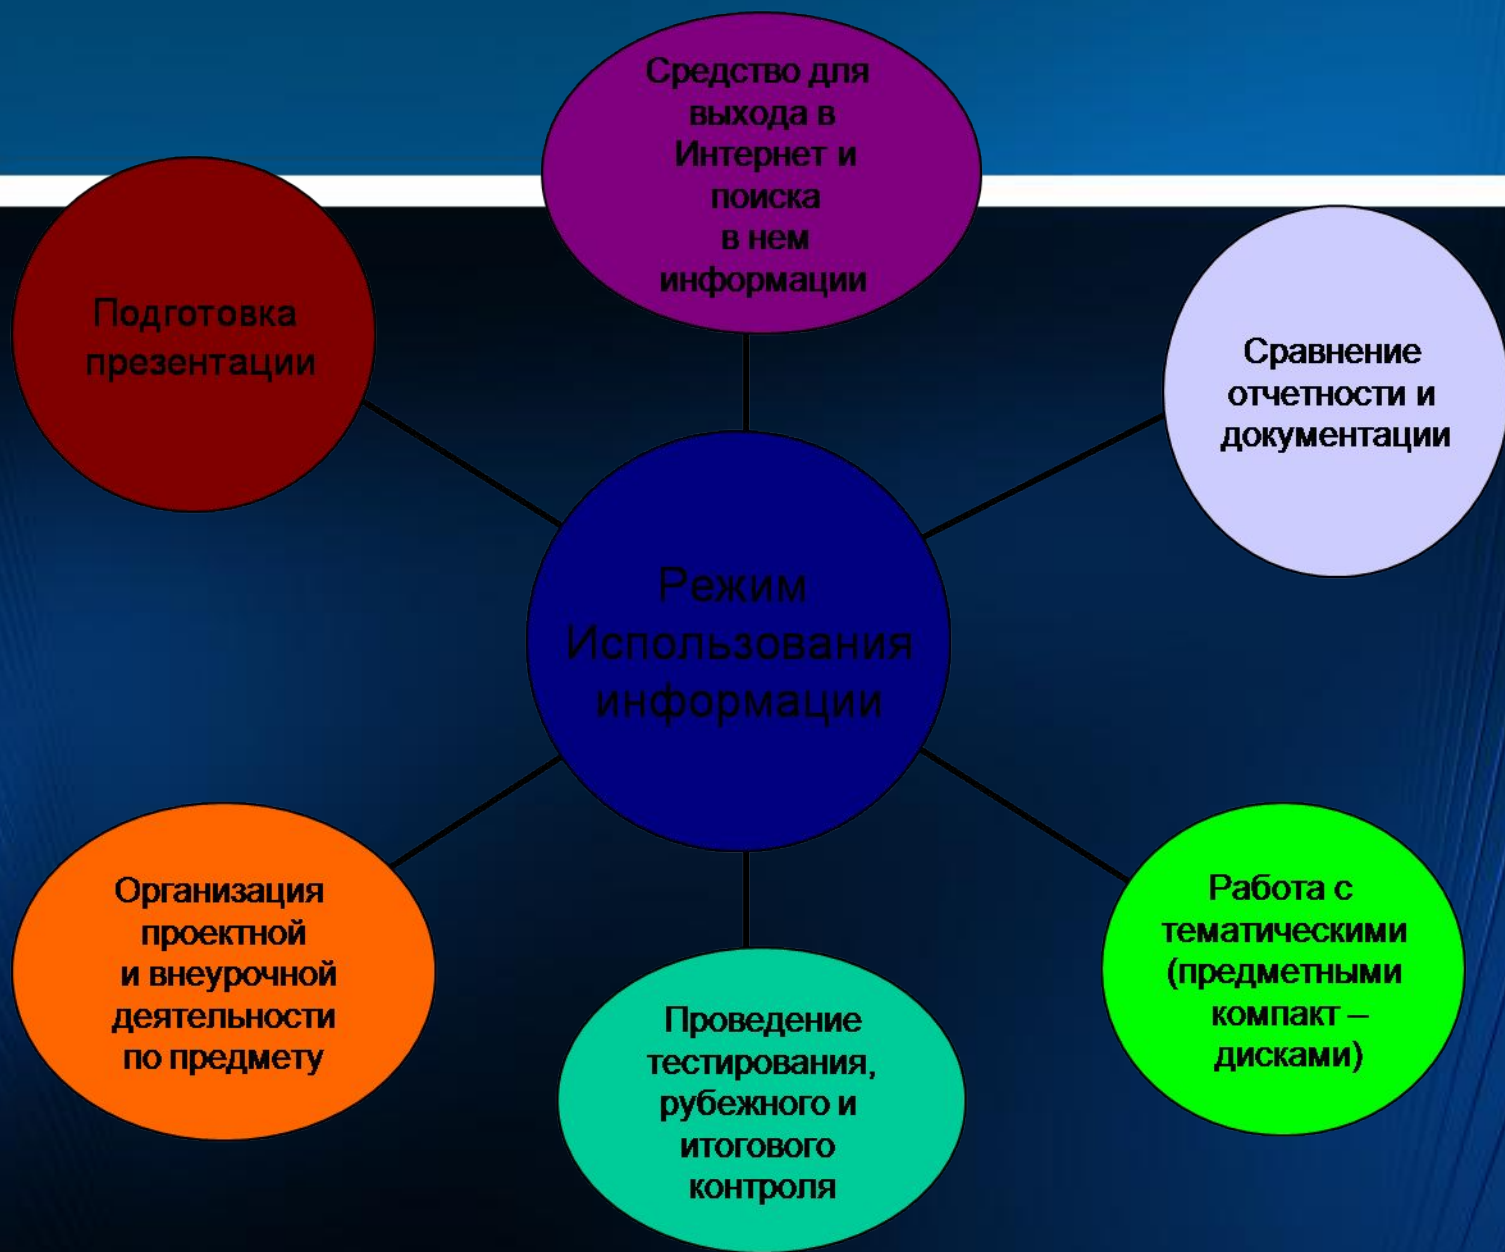 Средство для
выхода в
Интернет и
поиска
в нем
информации
Подготовка
презентации
Сравнение
отчетности и
документации
Режим
Использования
информации
Организация
проектной
и внеурочной
деятельности
по предмету
Проведение
тестирования,
рубежного и
итогового
контроля
Работа с
тематическими
(предметными
компакт –
дисками)